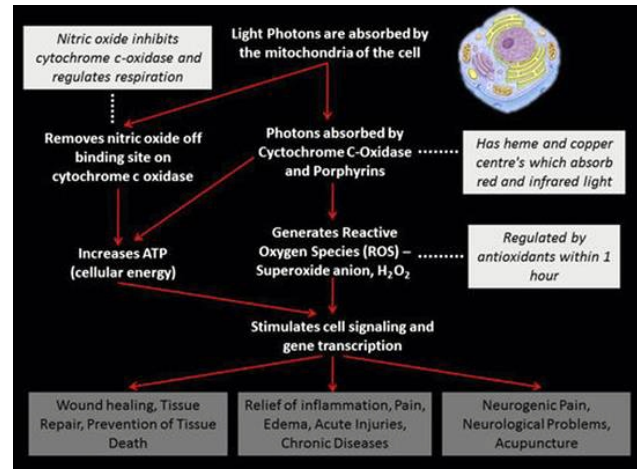 Nitric oxide inhibits
cytochrome c-oxidase and
regulates respiration
Light Photons are absorbed by
the mitochondria of the cell
Removes nitric oxide off
binding site on
cytochrome c oxidase
Photons absorbed by
Cyctochrome C-Oxidase
and Porphyrins
Has heme and copper
centre's which absorb
red and infrared light
Increases ATP
(cellular energy)
Generates Reactive
Oxygen Species (ROS) –
Superoxide anion, H₂O₂
Regulated by
antioxidants within 1
hour
Stimulates cell signaling and
gene transcription
Wound healing, Tissue
Repair, Prevention of Tissue
Death
Relief of inflammation, Pain,
Edema, Acute Injuries,
Chronic Diseases
Neurogenic Pain,
Neurological Problems,
Acupuncture